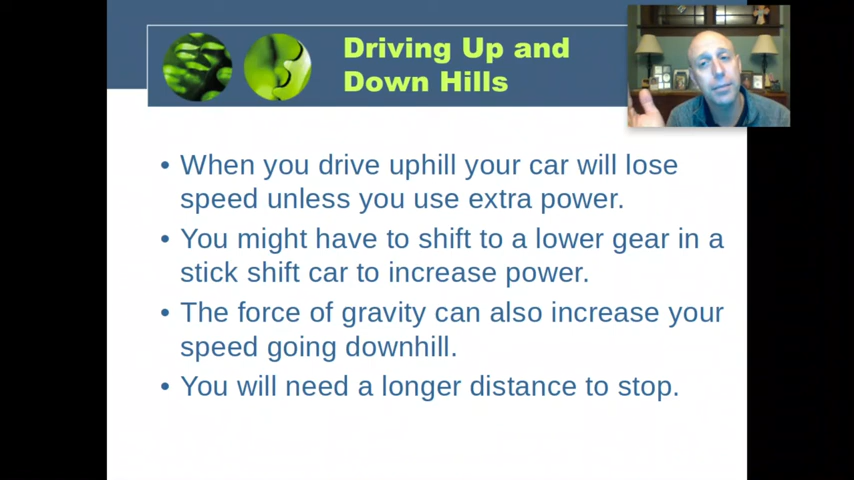 Driving Up and
Down Hills
• When you drive uphill your car will lose
speed unless you use extra power.
• You might have to shift to a lower gear in a
stick shift car to increase power.
• The force of gravity can also increase your
speed going downhill.
• You will need a longer distance to stop.